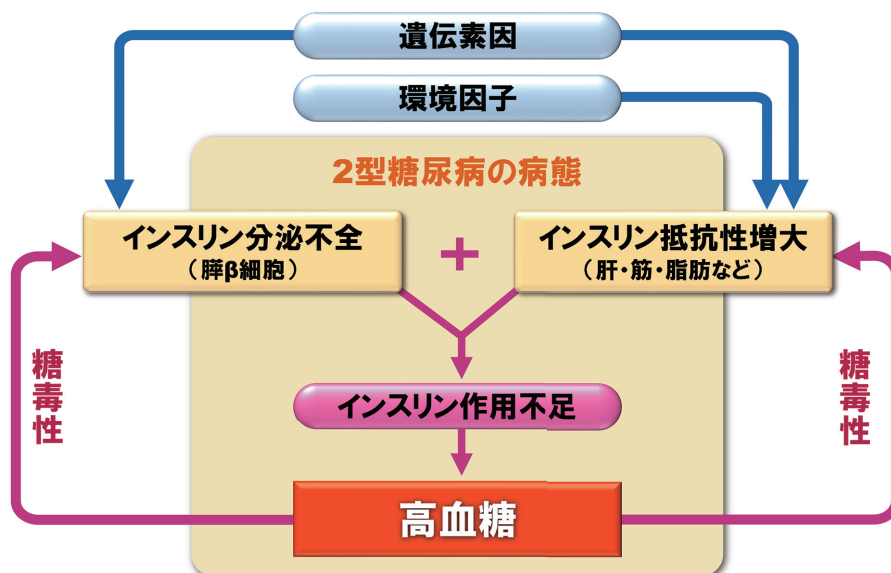 遺伝素因
環境因子
2型糖尿病の病態
インスリン分泌不全
（膵β細胞）
+
インスリン抵抗性増大
（肝・筋・脂肪など）
糖毒性
糖毒性
インスリン作用不足
高血糖